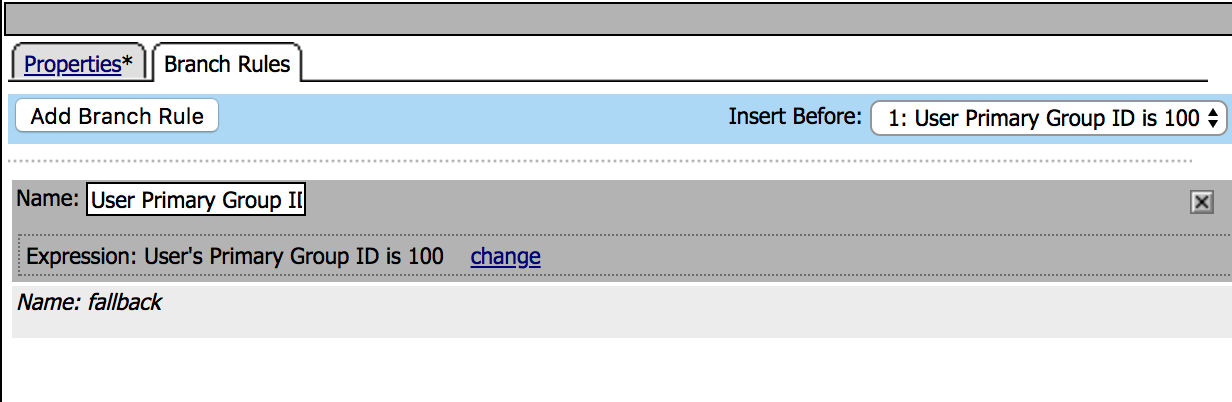 Properties* Branch Rules
Add Branch Rule Insert Before: 1: User Primary Group ID is 100
Name: User Primary Group
Expression: User's Primary Group ID is 100 change
Name: fallback